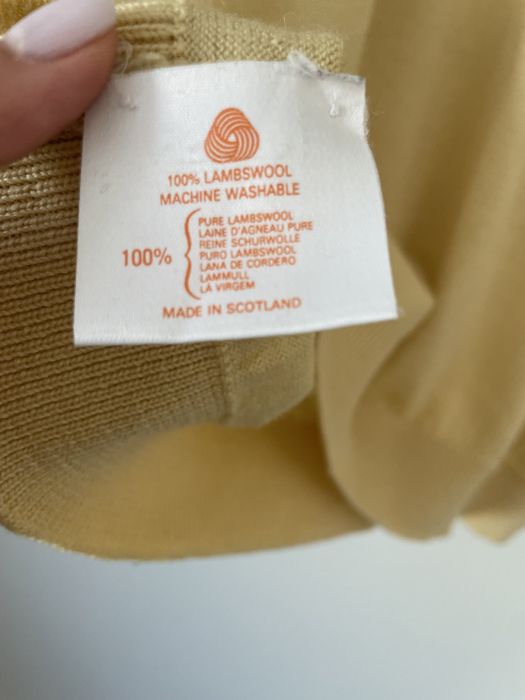 100% LAMBSWOOL
MACHINE WASHABLE
100%
PURE LAMBSWOOL
LAINE D'AGNEAU PURE
REINE SCHURWOLLE
PURO LAMBSWOOL
LANA DE CORDERO
LAMMULL
LÀ VIRGEM
MADE IN SCOTLAND